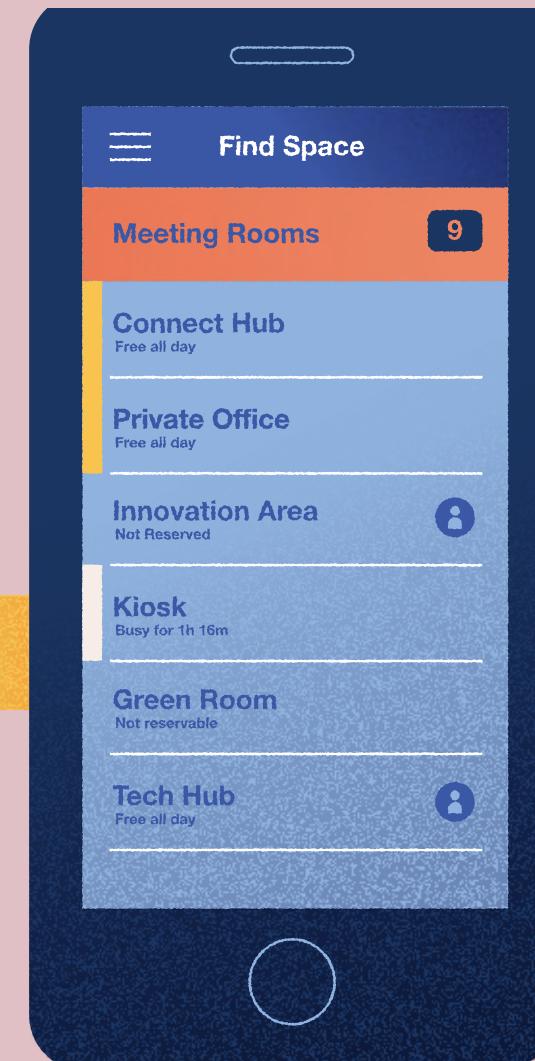 Find Space
Meeting Rooms 9
Connect Hub
Free all day
Private Office
Free all day
Innovation Area
Not Reserved
Kiosk
Busy for 1h 16m
Green Room
Not reservable
Tech Hub
Free all day